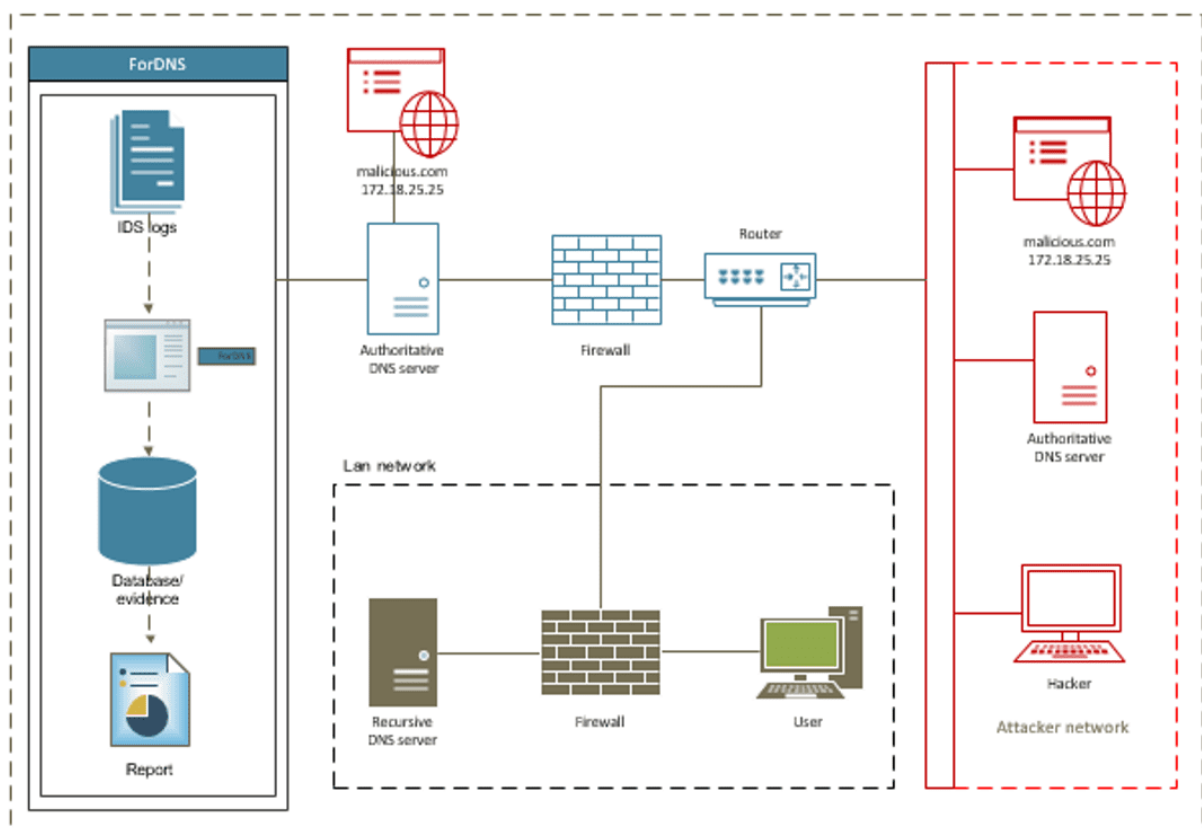 ForDNS
IDS logs
ForDNS
Database/
evidence
Report
malicious.com
172.18.25.25
Authoritative
DNS server
Firewall
Router
Lan network
Recursive
DNS server
Firewall
User
malicious.com
172.18.25.25
Authoritative
DNS server
Hacker
Attacker network